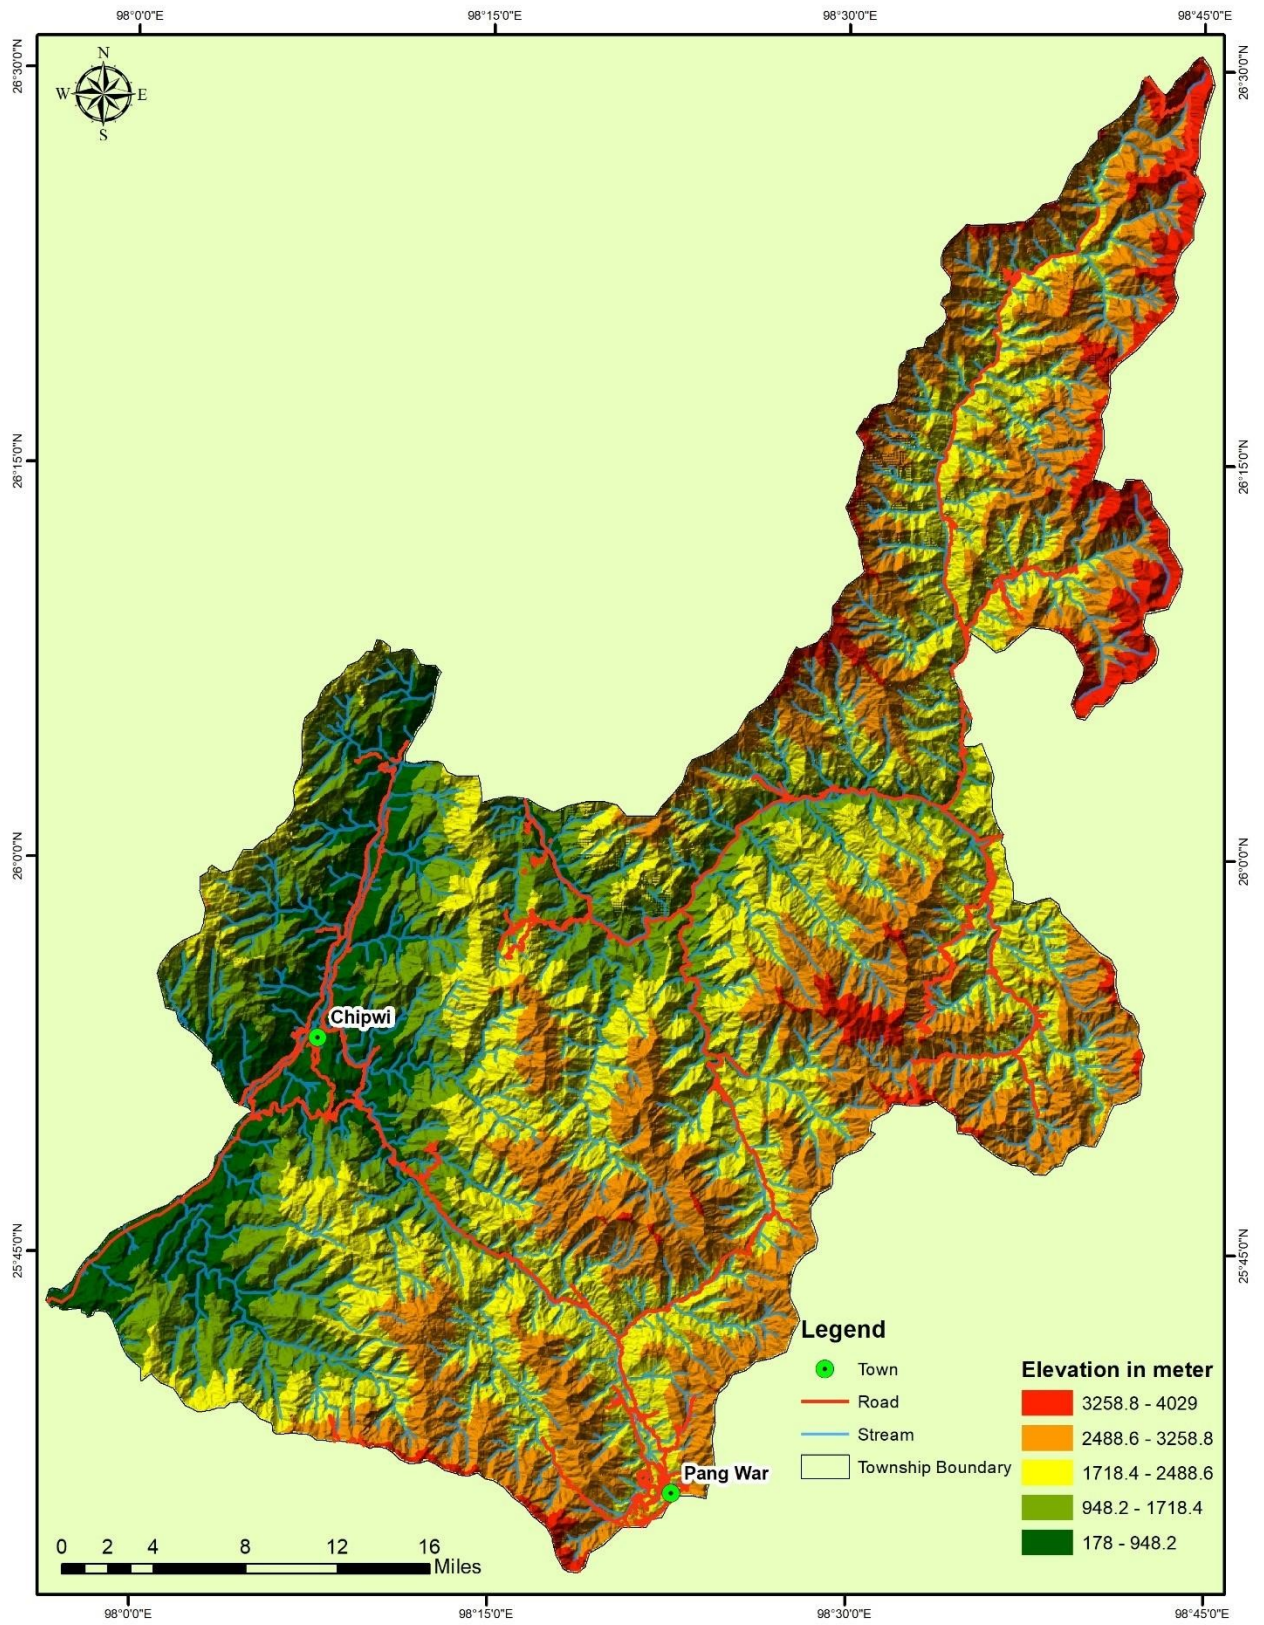 98°0'0"E 98°15'0"E 98°30'0"E 98°45'0"E
26°30'0"N 26°30'0"N
N
W E
S
26°15'0"N 26°15'0"N
26°0'0"N 26°0'0"N
Chipwi
25°45'0"N 25°45'0"N
Legend
Town
Road
Stream
Township Boundary
Elevation in meter
3258.8 - 4029
2488.6 - 3258.8
1718.4 - 2488.6
948.2 - 1718.4
178 - 948.2
Pang War
0 2 4 8 12 16
Miles
98°0'0"E 98°15'0"E 98°30'0"E 98°45'0"E